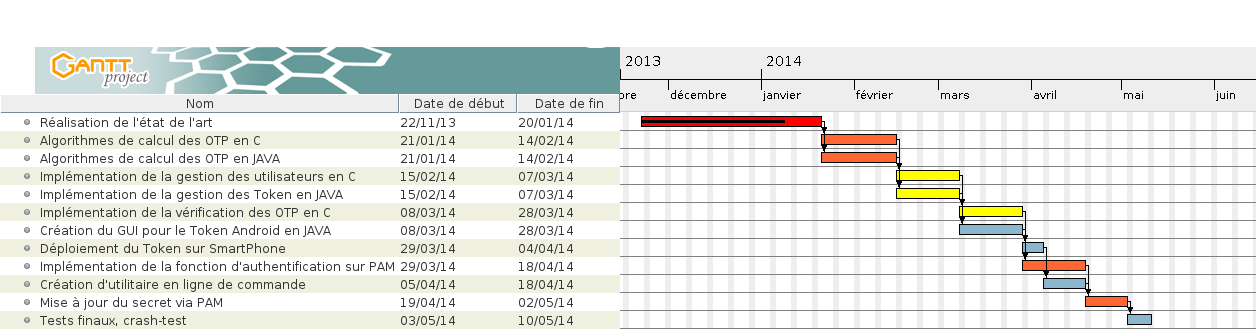 2013 2014
GANTT project
Nom Date de début Date de fin bre décembre janvier février mars avril mai juin
Réalisation de l'état de l'art 22/11/13 20/01/14
Algorithmes de calcul des OTP en C 21/01/14 14/02/14
Algorithmes de calcul des OTP en JAVA 21/01/14 14/02/14
Implémentation de la gestion des utilisateurs en C 15/02/14 07/03/14
Implémentation de la gestion des Token en JAVA 15/02/14 07/03/14
Implémentation de la vérification des OTP en C 08/03/14 28/03/14
Création du GUI pour le Token Android en JAVA 08/03/14 28/03/14
Déploiement du Token sur SmartPhone 29/03/14 04/04/14
Implémentation de la fonction d'authentification sur PAM 29/03/14 18/04/14
Création d'utilitaire en ligne de commande 05/04/14 18/04/14
Mise à jour du secret via PAM 19/04/14 02/05/14
Tests finaux, crash-test 03/05/14 10/05/14